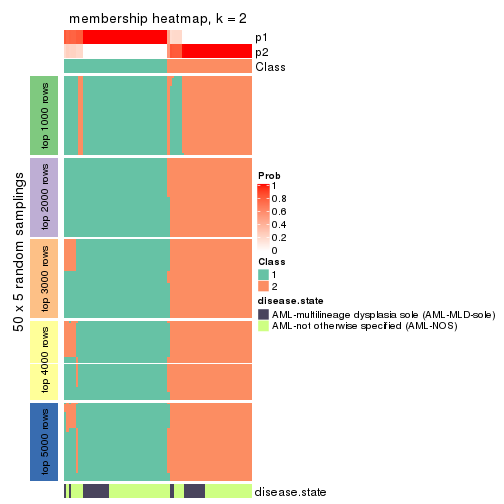 membership heatmap, k = 2
p1
p2
Class
50 x 5 random samplings
top 1000 rows
top 2000 rows
top 3000 rows
top 4000 rows
top 5000 rows
Prob
1
0.8
0.6
0.4
0.2
0
Class
1
2
disease.state
AML-multilineage dysplasia sole (AML-MLD-sole)
AML-not otherwise specified (AML-NOS)
disease.state